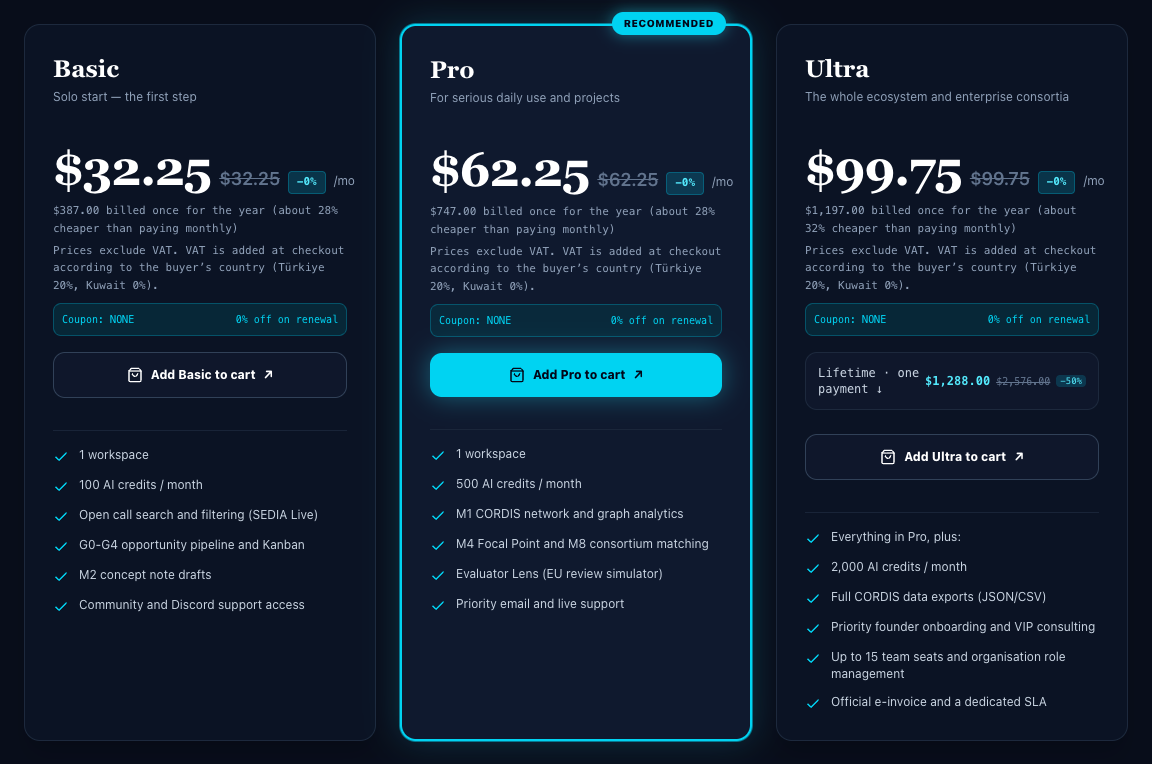 Basic
Solo start — the first step
$32.25 $32.25 −0% /mo
$387.00 billed once for the year (about 28%
cheaper than paying monthly)
Prices exclude VAT. VAT is added at checkout
according to the buyer’s country (Türkiye
20%, Kuwait 0%).
Coupon: NONE 0% off on renewal
Add Basic to cart ↗
1 workspace
100 AI credits / month
Open call search and filtering (SEDIA Live)
G0-G4 opportunity pipeline and Kanban
M2 concept note drafts
Community and Discord support access
RECOMMENDED
Pro
For serious daily use and projects
$62.25 $62.25 −0% /mo
$747.00 billed once for the year (about 28%
cheaper than paying monthly)
Prices exclude VAT. VAT is added at checkout
according to the buyer’s country (Türkiye
20%, Kuwait 0%).
Coupon: NONE 0% off on renewal
Add Pro to cart ↗
1 workspace
500 AI credits / month
M1 CORDIS network and graph analytics
M4 Focal Point and M8 consortium matching
Evaluator Lens (EU review simulator)
Priority email and live support
Ultra
The whole ecosystem and enterprise consortia
$99.75 $99.75 −0% /mo
$1,197.00 billed once for the year (about
32% cheaper than paying monthly)
Prices exclude VAT. VAT is added at checkout
according to the buyer’s country (Türkiye
20%, Kuwait 0%).
Coupon: NONE 0% off on renewal
Lifetime · one
payment ↓
$1,288.00 $2,576.00 −50%
Add Ultra to cart ↗
Everything in Pro, plus:
2,000 AI credits / month
Full CORDIS data exports (JSON/CSV)
Priority founder onboarding and VIP consulting
Up to 15 team seats and organisation role
management
Official e-invoice and a dedicated SLA